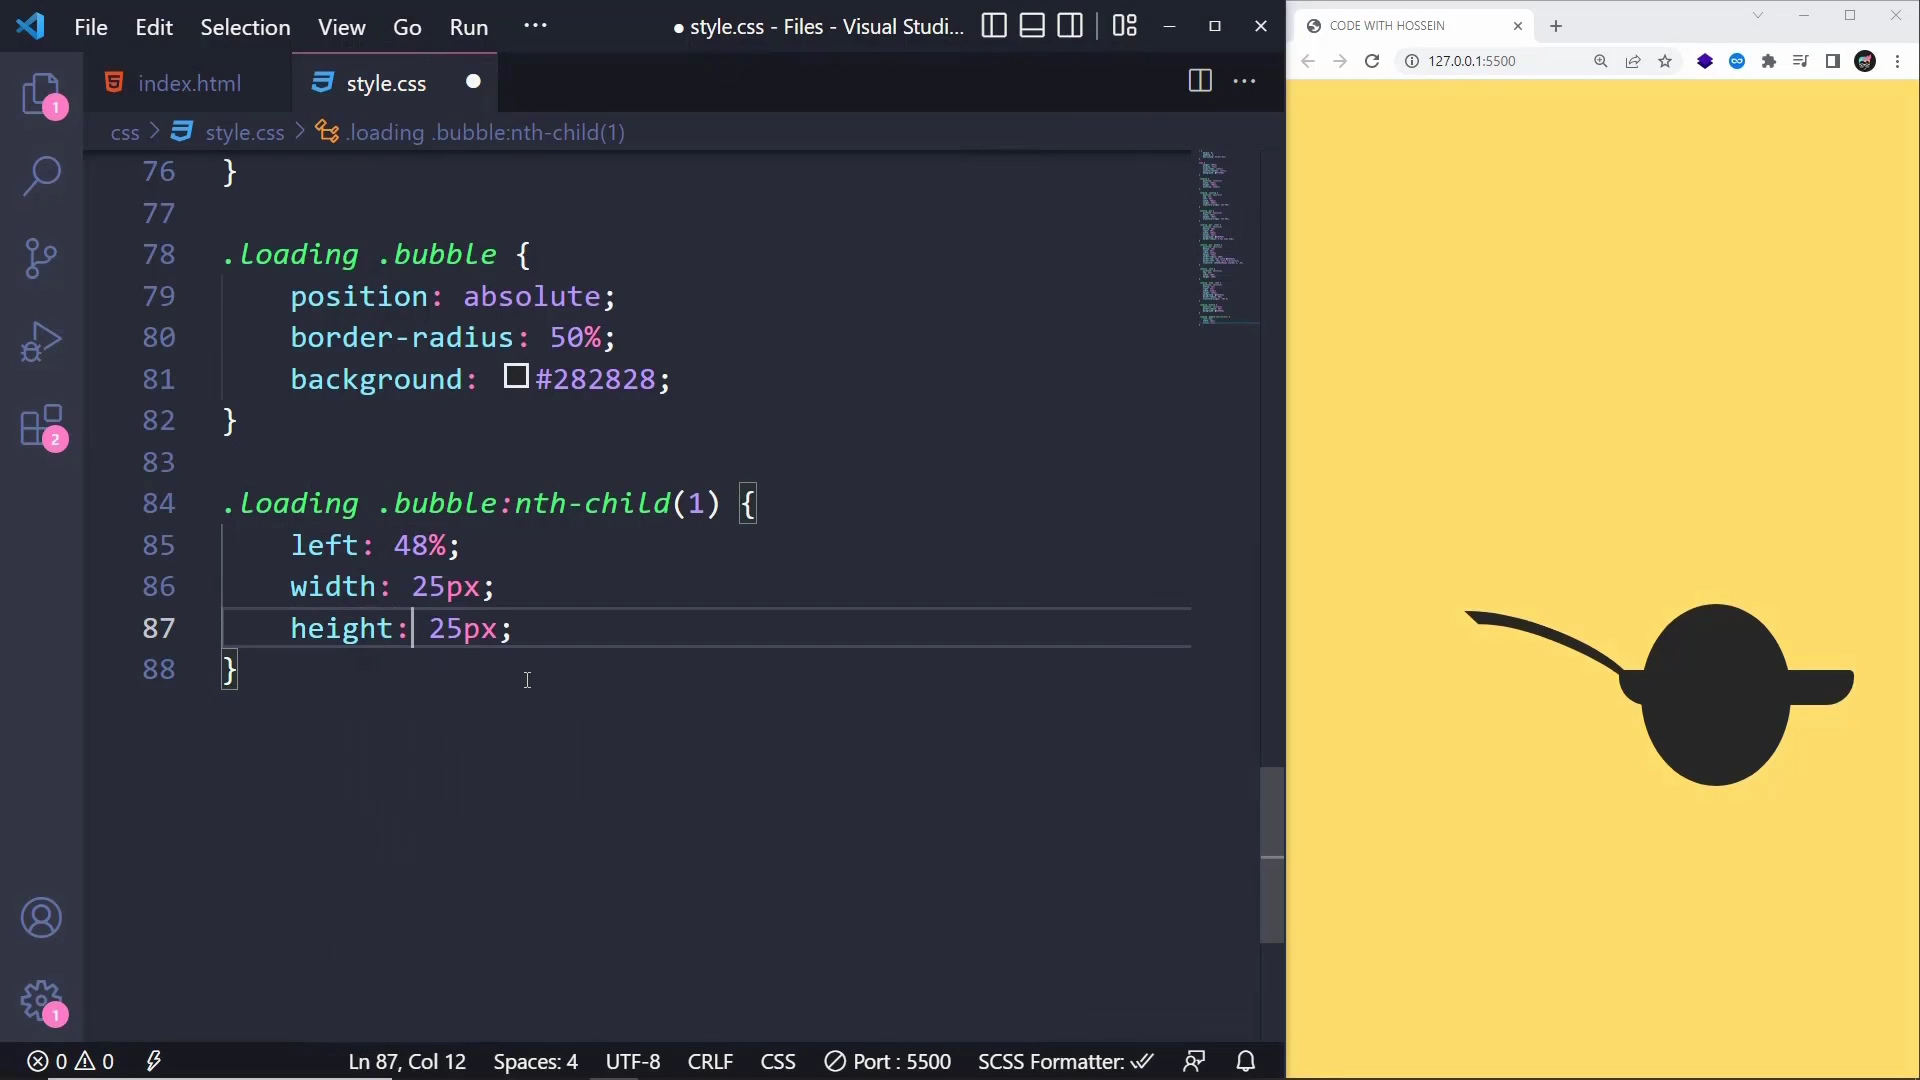 File Edit Selection View Go Run ··· ● style.css - Files - Visual Studi...
index.html style.css
css > style.css > .loading .bubble:nth-child(1)
76 }
77
78 .loading .bubble {
79 position: absolute;
80 border-radius: 50%;
81 background: #282828;
82 }
83
84 .loading .bubble:nth-child(1) {
85 left: 48%;
86 width: 25px;
87 height: 25px;
88 }
1
2
1
0 0 Ln 87, Col 12 Spaces: 4 UTF-8 CRLF CSS Port : 5500 SCSS Formatter:
CODE WITH HOSSEIN
127.0.0.1:5500